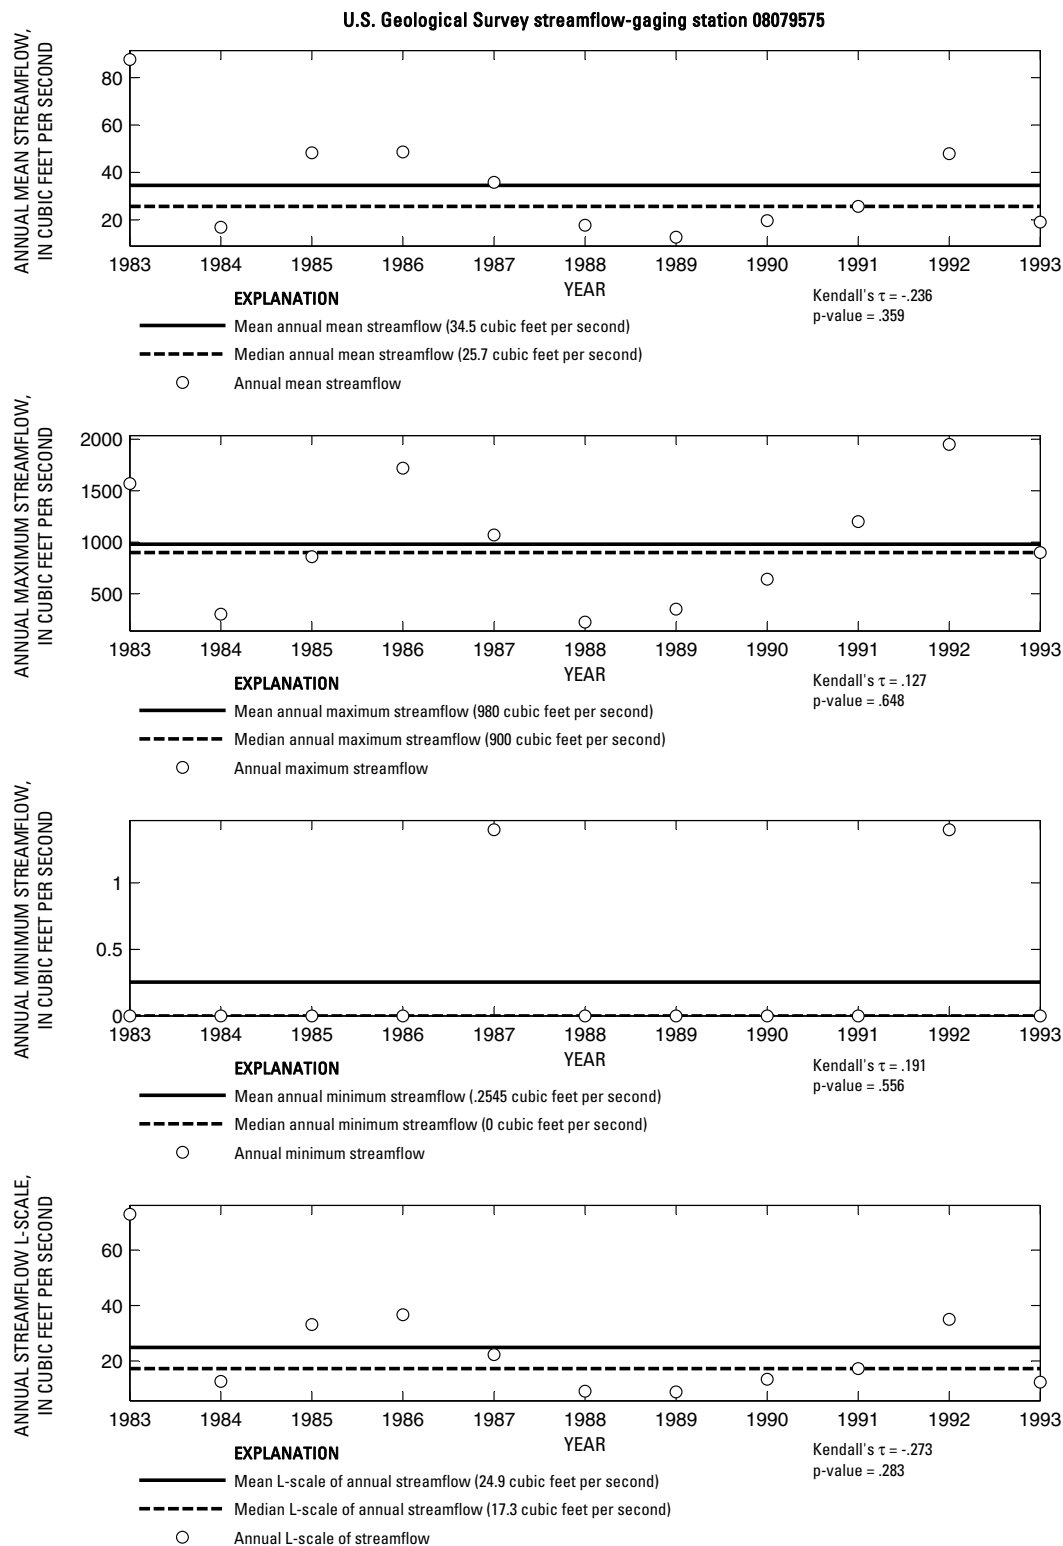 U.S. Geological Survey streamflow-gaging station 08079575
ANNUAL MEAN STREAMFLOW,
IN CUBIC FEET PER SECOND
80
60
40
20
1983 1984 1985 1986 1987 1988 1989 1990 1991 1992 1993
YEAR
Kendall's τ = -.236
p-value = .359
EXPLANATION
Mean annual mean streamflow (34.5 cubic feet per second)
Median annual mean streamflow (25.7 cubic feet per second)
Annual mean streamflow
ANNUAL MAXIMUM STREAMFLOW,
IN CUBIC FEET PER SECOND
2000
1500
1000
500
1983 1984 1985 1986 1987 1988 1989 1990 1991 1992 1993
YEAR
Kendall's τ = .127
p-value = .648
EXPLANATION
Mean annual maximum streamflow (980 cubic feet per second)
Median annual maximum streamflow (900 cubic feet per second)
Annual maximum streamflow
ANNUAL MINIMUM STREAMFLOW,
IN CUBIC FEET PER SECOND
1
0.5
0
1983 1984 1985 1986 1987 1988 1989 1990 1991 1992 1993
YEAR
Kendall's τ = .191
p-value = .556
EXPLANATION
Mean annual minimum streamflow (.2545 cubic feet per second)
Median annual minimum streamflow (0 cubic feet per second)
Annual minimum streamflow
ANNUAL STREAMFLOW L-SCALE,
IN CUBIC FEET PER SECOND
60
40
20
1983 1984 1985 1986 1987 1988 1989 1990 1991 1992 1993
YEAR
Kendall's τ = -.273
p-value = .283
EXPLANATION
Mean L-scale of annual streamflow (24.9 cubic feet per second)
Median L-scale of annual streamflow (17.3 cubic feet per second)
Annual L-scale of streamflow